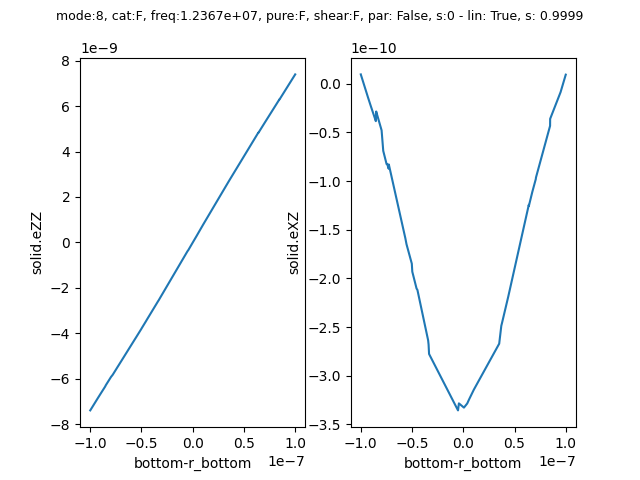 mode:8, cat:F, freq:1.2367e+07, pure:F, shear:F, par: False, s:0 - lin: True, s: 0.9999
1e−9
8
6
4
2
0
−2
−4
−6
−8
solid.eZZ
−1.0 −0.5 0.0 0.5 1.0
bottom-r_bottom 1e−7
1e−10
0.0
−0.5
−1.0
−1.5
−2.0
−2.5
−3.0
−3.5
solid.eXZ
−1.0 −0.5 0.0 0.5 1.0
bottom-r_bottom 1e−7